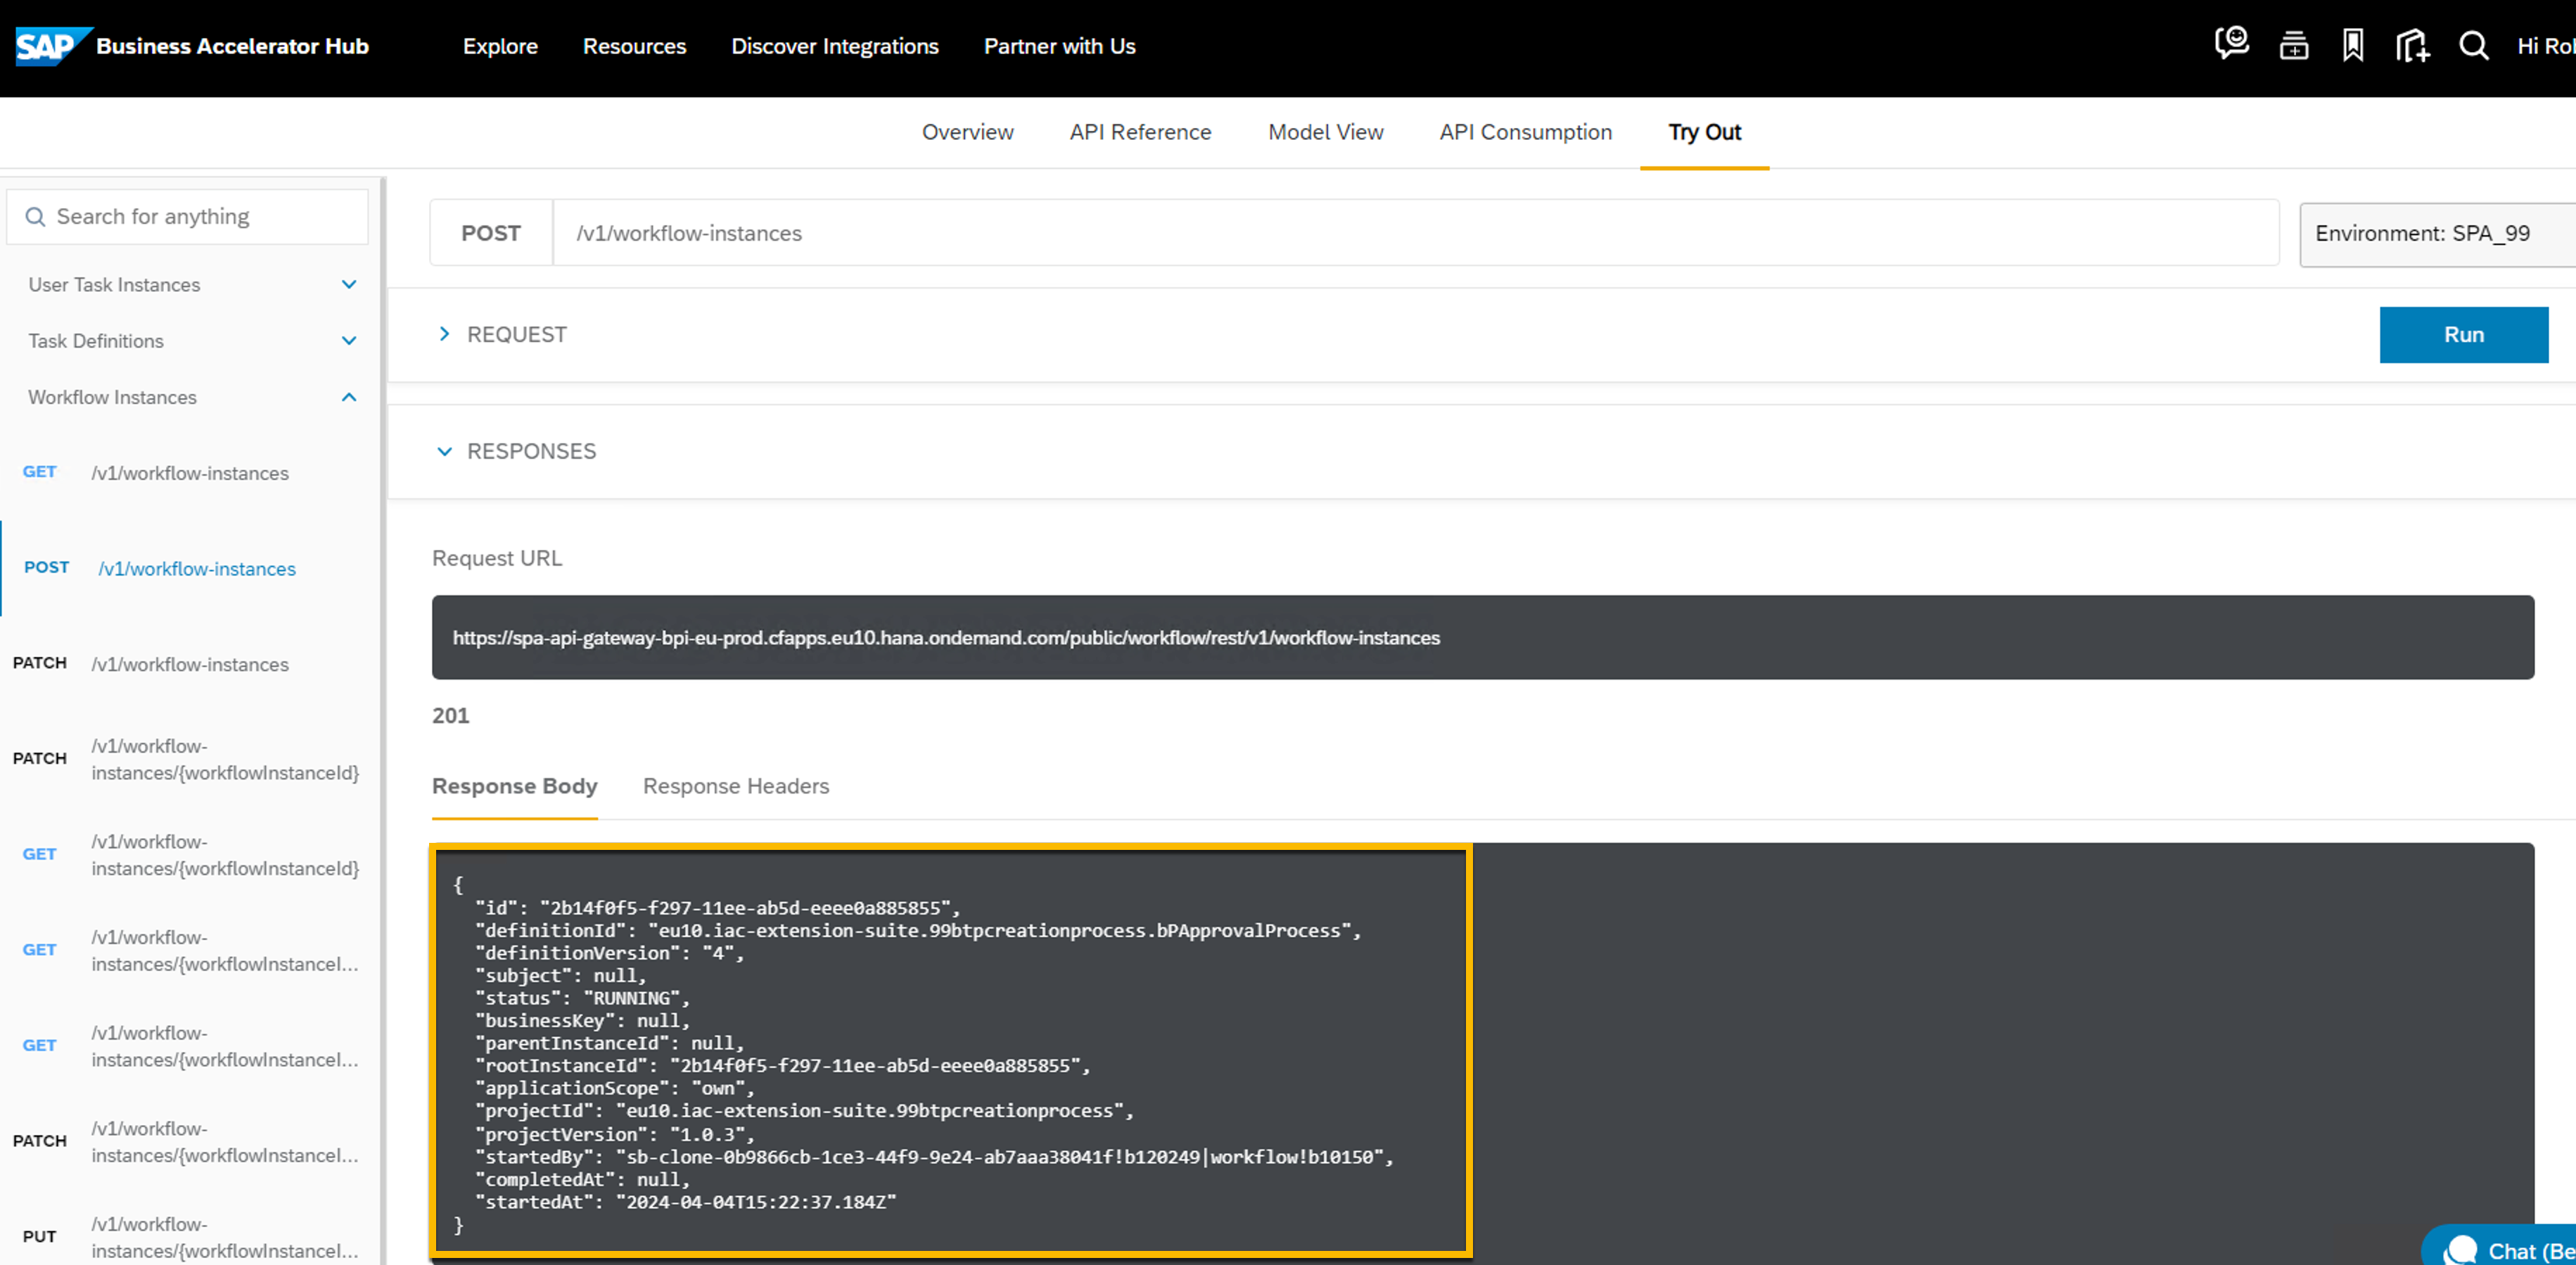 SAP Business Accelerator Hub
Explore
Resources
Discover Integrations
Partner with Us
Hi Rol
Overview
API Reference
Model View
API Consumption
Try Out
Search for anything
User Task Instances
Task Definitions
Workflow Instances
GET /v1/workflow-instances
POST /v1/workflow-instances
PATCH /v1/workflow-instances
PATCH /v1/workflow-
instances/{workflowInstanceId}
GET /v1/workflow-
instances/{workflowInstanceId}
GET /v1/workflow-
instances/{workflowInstanceI...
GET /v1/workflow-
instances/{workflowInstanceI...
PATCH /v1/workflow-
instances/{workflowInstanceI...
PUT /v1/workflow-
instances/{workflowInstanceI...
POST /v1/workflow-instances
Environment: SPA_99
REQUEST
Run
RESPONSES
Request URL
https://spa-api-gateway-bpi-eu-prod.cfapps.eu10.hana.ondemand.com/public/workflow/rest/v1/workflow-instances
201
Response Body
Response Headers
{
"id": "2b14f0f5-f297-11ee-ab5d-eeee0a885855",
"definitionId": "eu10.iac-extension-suite.99btpcreationprocess.bPApprovalProcess",
"definitionVersion": "4",
"subject": null,
"status": "RUNNING",
"businessKey": null,
"parentInstanceId": null,
"rootInstanceId": "2b14f0f5-f297-11ee-ab5d-eeee0a885855",
"applicationScope": "own",
"projectId": "eu10.iac-extension-suite.99btpcreationprocess",
"projectVersion": "1.0.3",
"startedBy": "sb-clone-0b9866cb-1ce3-44f9-9e24-ab7aaa38041f!b120249|workflow!b10150",
"completedAt": null,
"startedAt": "2024-04-04T15:22:37.184Z"
}
Chat (Be